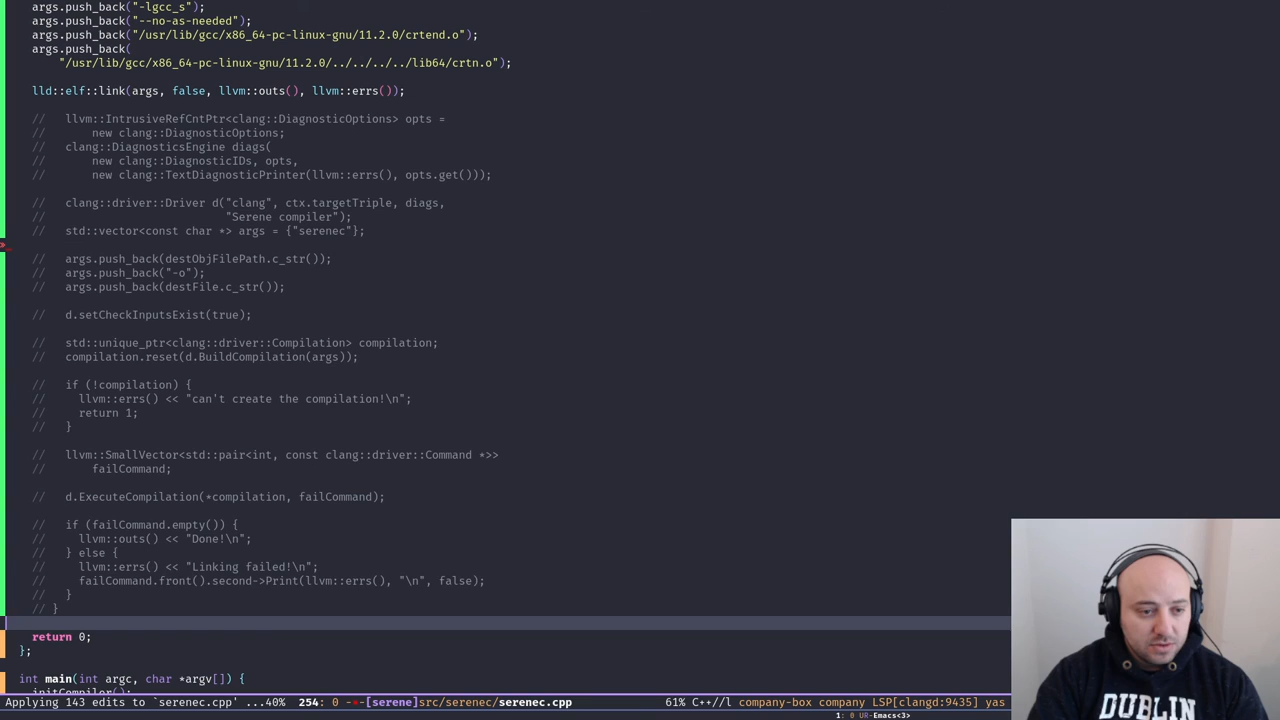 args.push_back("-lgcc_s");
args.push_back("--no-as-needed");
args.push_back("/usr/lib/gcc/x86_64-pc-linux-gnu/11.2.0/crtend.o");
args.push_back(
"/usr/lib/gcc/x86_64-pc-linux-gnu/11.2.0/../../../../lib64/crtn.o");
lld::elf::link(args, false, llvm::outs(), llvm::errs());
// llvm::IntrusiveRefCntPtr<clang::DiagnosticOptions> opts =
// new clang::DiagnosticOptions;
// clang::DiagnosticsEngine diags(
// new clang::DiagnosticIDs, opts,
// new clang::TextDiagnosticPrinter(llvm::errs(), opts.get()));
// clang::driver::Driver d("clang", ctx.targetTriple, diags,
// "Serene compiler");
// std::vector<const char *> args = {"serenec"};
// args.push_back(destObjFilePath.c_str());
// args.push_back("-o");
// args.push_back(destFile.c_str());
// d.setCheckInputsExist(true);
// std::unique_ptr<clang::driver::Compilation> compilation;
// compilation.reset(d.BuildCompilation(args));
// if (!compilation) {
// llvm::errs() << "can't create the compilation!\n";
// return 1;
// }
// llvm::SmallVector<std::pair<int, const clang::driver::Command *>>
// failCommand;
// d.ExecuteCompilation(*compilation, failCommand);
// if (failCommand.empty()) {
// llvm::outs() << "Done!\n";
// } else {
// llvm::errs() << "Linking failed!\n";
// failCommand.front().second->Print(llvm::errs(), "\n", false);
// }
// }
return 0;
};
int main(int argc, char *argv[]) {
initCompiler();
Applying 143 edits to `serenec.cpp' ...40% 254: 0 -*-[serene]src/serenec/serenec.cpp 61% C++//l company-box company LSP[clangd:9435] yas
1: 0 UR-Emacs<3>
DUBLIN